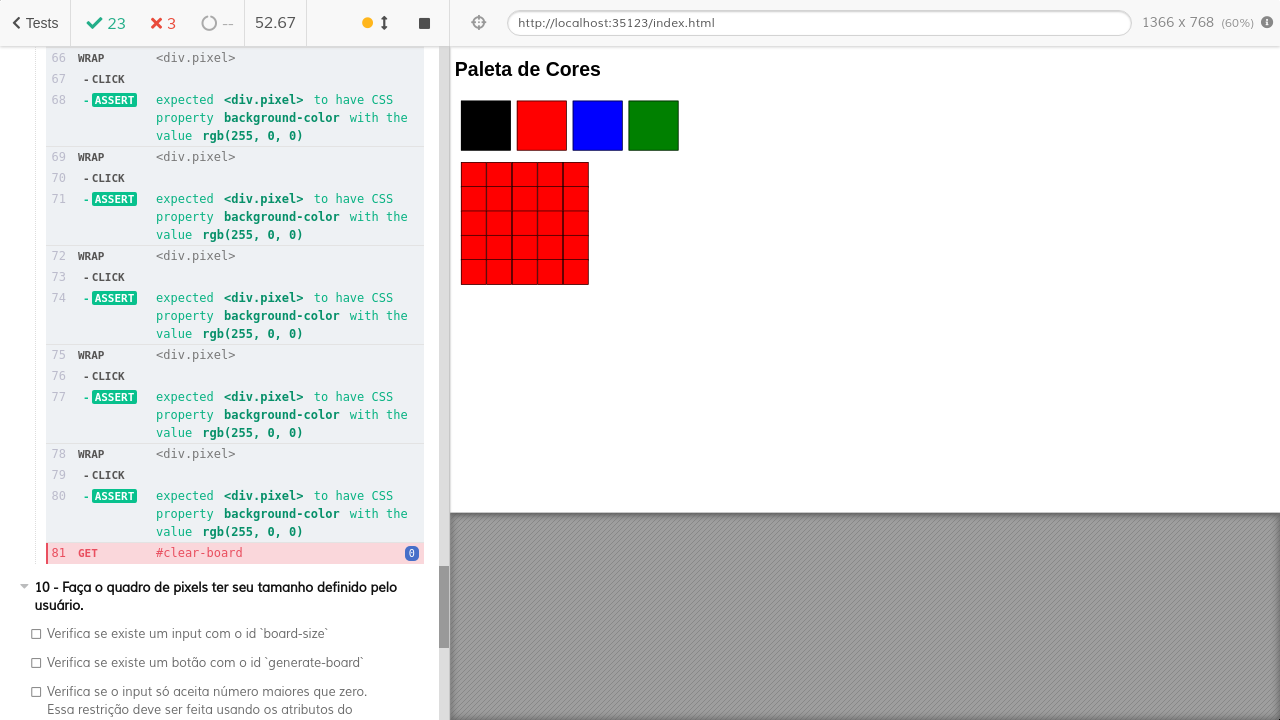 Tests 23 3 -- 52.67 http://localhost:35123/index.html 1366 x 768 (60%)
66 WRAP <div.pixel>
67 -CLICK
68 -ASSERT expected <div.pixel> to have CSS
property background-color with the
value rgb(255, 0, 0)
69 WRAP <div.pixel>
70 -CLICK
71 -ASSERT expected <div.pixel> to have CSS
property background-color with the
value rgb(255, 0, 0)
72 WRAP <div.pixel>
73 -CLICK
74 -ASSERT expected <div.pixel> to have CSS
property background-color with the
value rgb(255, 0, 0)
75 WRAP <div.pixel>
76 -CLICK
77 -ASSERT expected <div.pixel> to have CSS
property background-color with the
value rgb(255, 0, 0)
78 WRAP <div.pixel>
79 -CLICK
80 -ASSERT expected <div.pixel> to have CSS
property background-color with the
value rgb(255, 0, 0)
81 GET #clear-board 0
10 - Faça o quadro de pixels ter seu tamanho definido pelo
usuário.
Verifica se existe um input com o id `board-size`
Verifica se existe um botão com o id `generate-board`
Verifica se o input só aceita número maiores que zero.
Essa restrição deve ser feita usando os atributos do
Paleta de Cores